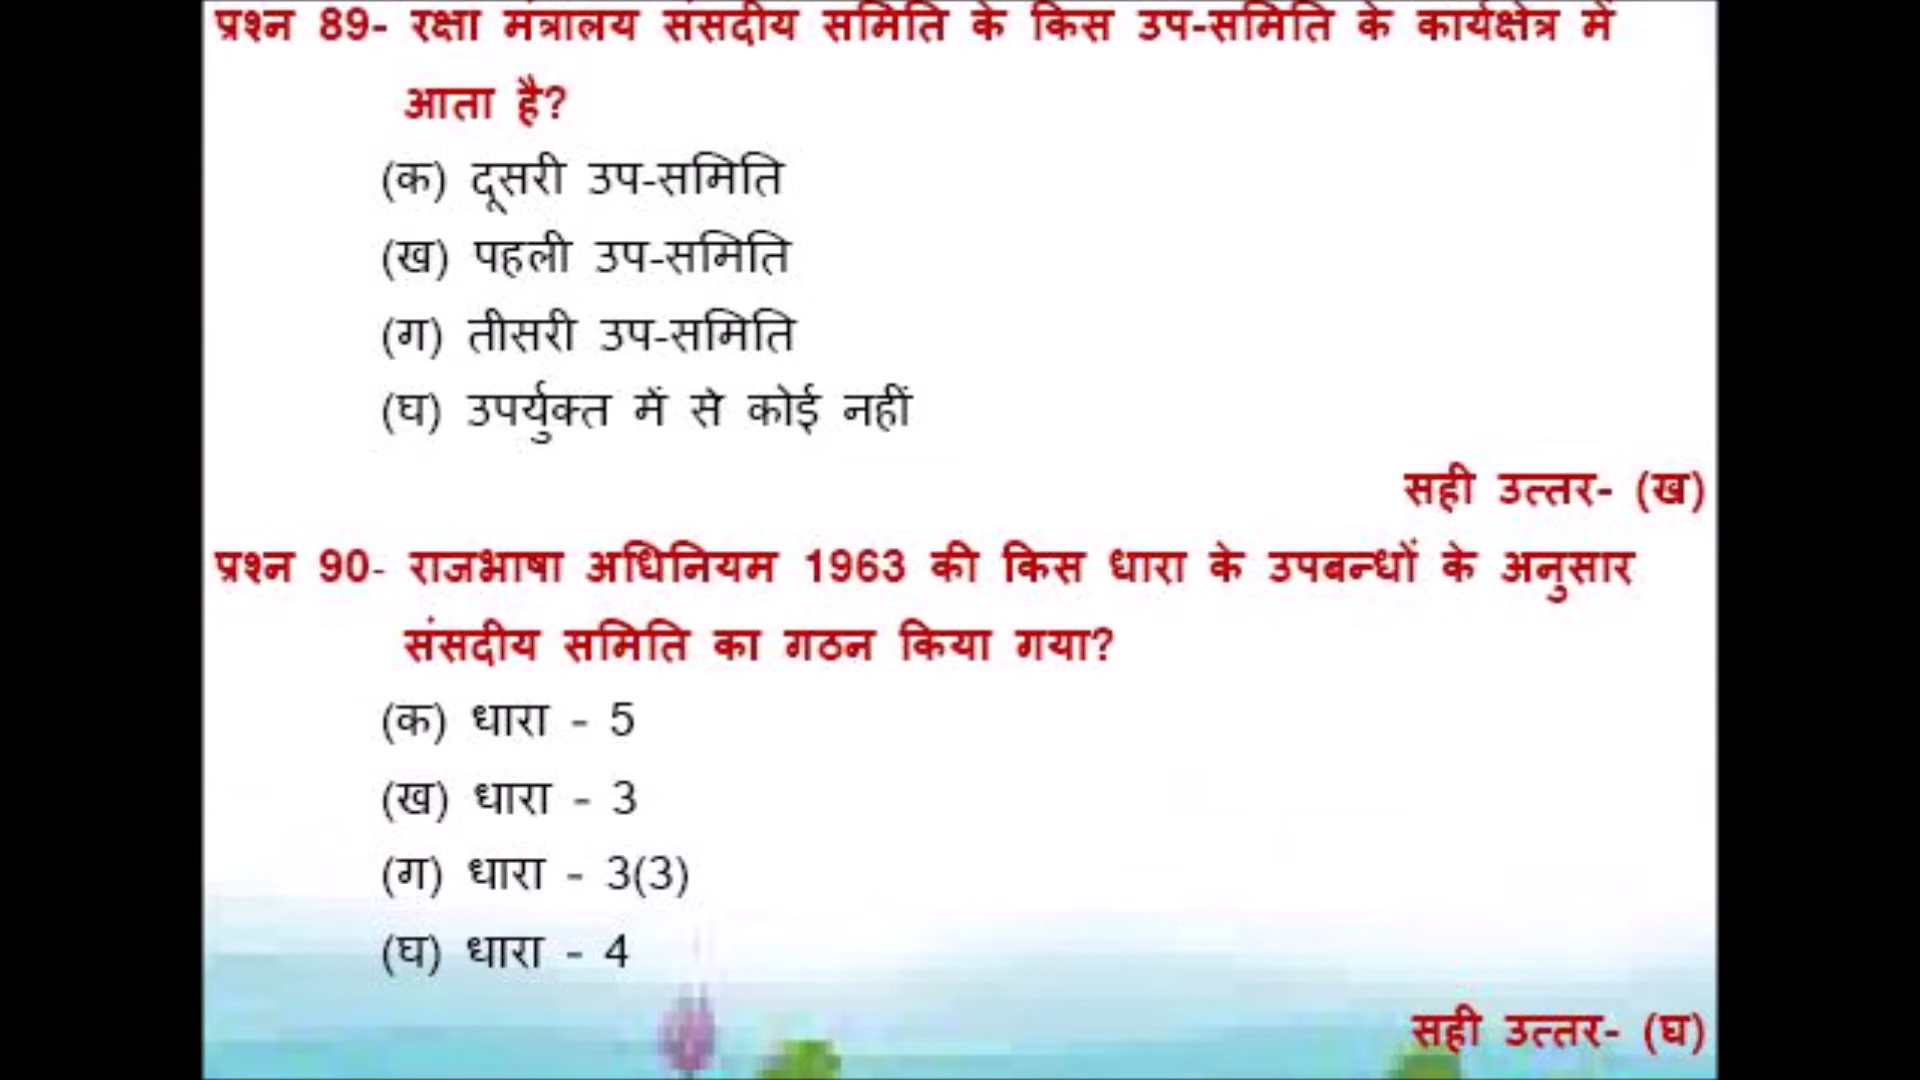 प्रश्न 89- रक्षा मंत्रालय संसदीय समिति के किस उप-समिति के कार्यक्षेत्र में
आता है?
(क) दूसरी उप-समिति
(ख) पहली उप-समिति
(ग) तीसरी उप-समिति
(घ) उपर्युक्त में से कोई नहीं
सही उत्तर- (ख)
प्रश्न 90- राजभाषा अधिनियम 1963 की किस धारा के उपबन्धों के अनुसार
संसदीय समिति का गठन किया गया?
(क) धारा - 5
(ख) धारा - 3
(ग) धारा - 3(3)
(घ) धारा - 4
सही उत्तर- (घ)